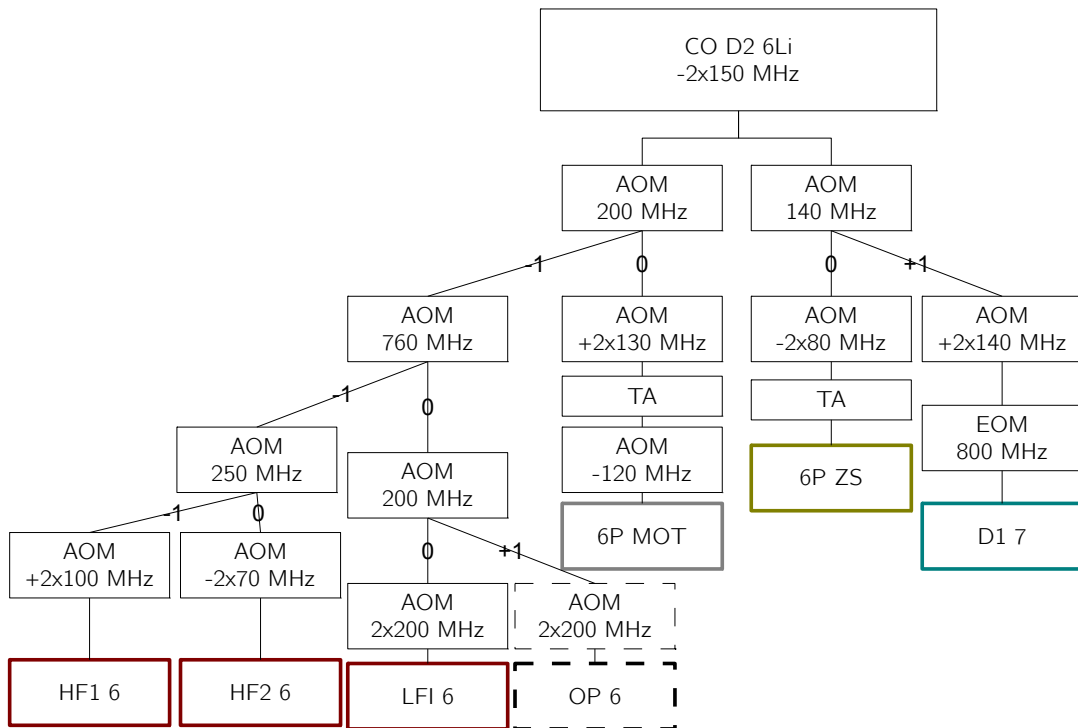 CO D2 6Li
-2x150 MHz
AOM
200 MHz
AOM
140 MHz
-1
0
0
+1
AOM
760 MHz
AOM
+2x130 MHz
AOM
-2x80 MHz
AOM
+2x140 MHz
-1
0
TA
TA
EOM
800 MHz
AOM
250 MHz
AOM
200 MHz
AOM
-120 MHz
6P ZS
-1
0
0
+1
6P MOT
D1 7
AOM
+2x100 MHz
AOM
-2x70 MHz
AOM
2x200 MHz
AOM
2x200 MHz
HF1 6
HF2 6
LFI 6
OP 6